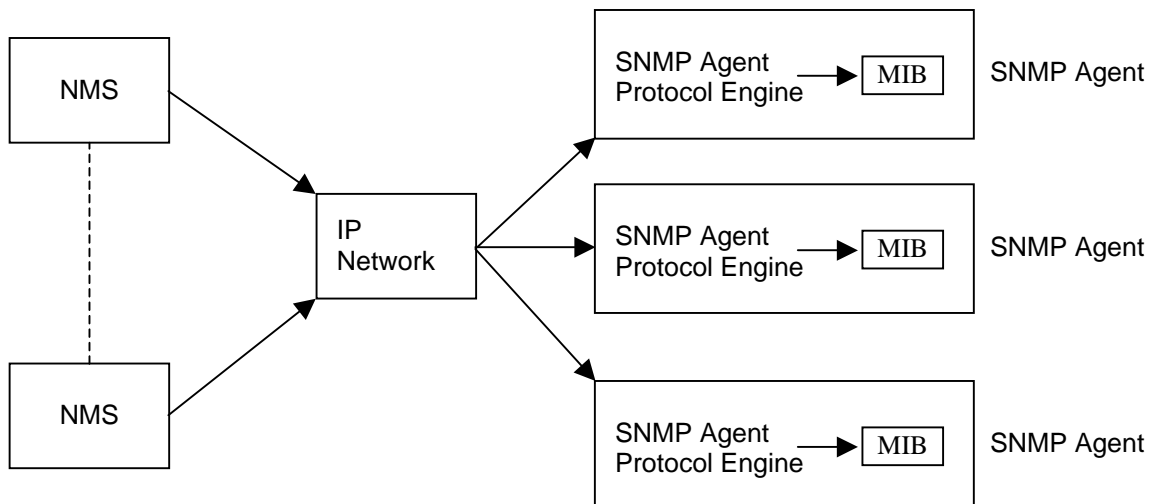 NMS
SNMP Agent
Protocol Engine
MIB
SNMP Agent
IP
Network
SNMP Agent
Protocol Engine
MIB
SNMP Agent
NMS
SNMP Agent
Protocol Engine
MIB
SNMP Agent